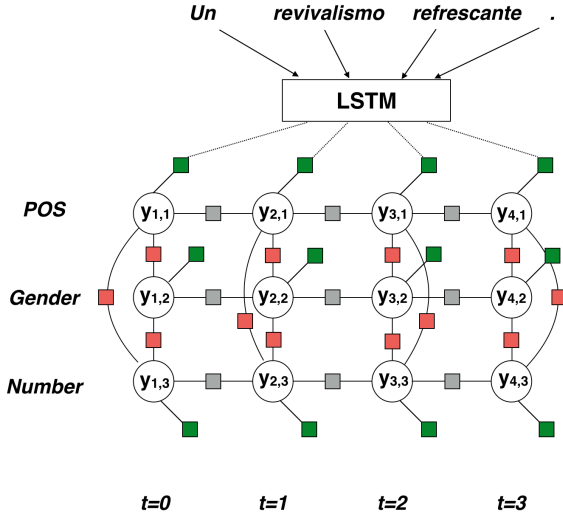 Un revivalismo refrescante .
LSTM
POS y1,1 y2,1 y3,1 y4,1
Gender y1,2 y2,2 y3,2 y4,2
Number y1,3 y2,3 y3,3 y4,3
t=0 t=1 t=2 t=3